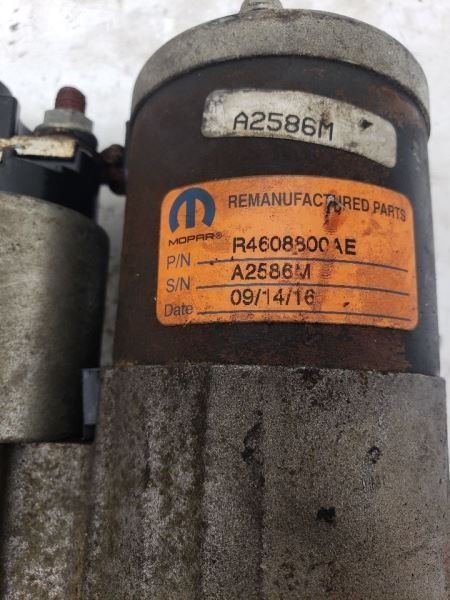 A2586M
REMANUFACTURED PARTS
MOPAR®
P/N R4608800AE
S/N A2586M
Date 09/14/16